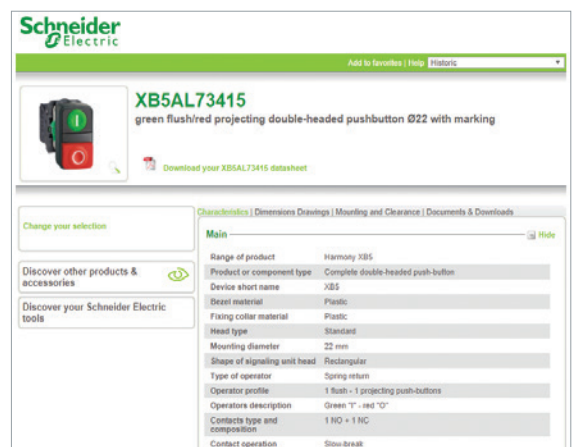 Schneider
Electric
Add to favorites | Help Historic
XB5AL73415
green flush/red projecting double-headed pushbutton Ø22 with marking
Download your XB5AL73415 datasheet
Characteristics | Dimensions Drawings | Mounting and Clearance | Documents & Downloads
Change your selection
Discover other products &
accessories
Discover your Schneider Electric
tools
Main Hide
Range of product Harmony XB5
Product or component type Complete double-headed push-button
Device short name XB5
Bezel material Plastic
Fixing collar material Plastic
Head type Standard
Mounting diameter 22 mm
Shape of signaling unit head Rectangular
Type of operator Spring return
Operator profile 1 flush - 1 projecting push-buttons
Operators description Green "I" - red "O"
Contacts type and
composition 1 NO + 1 NC
Contact operation Slow-break